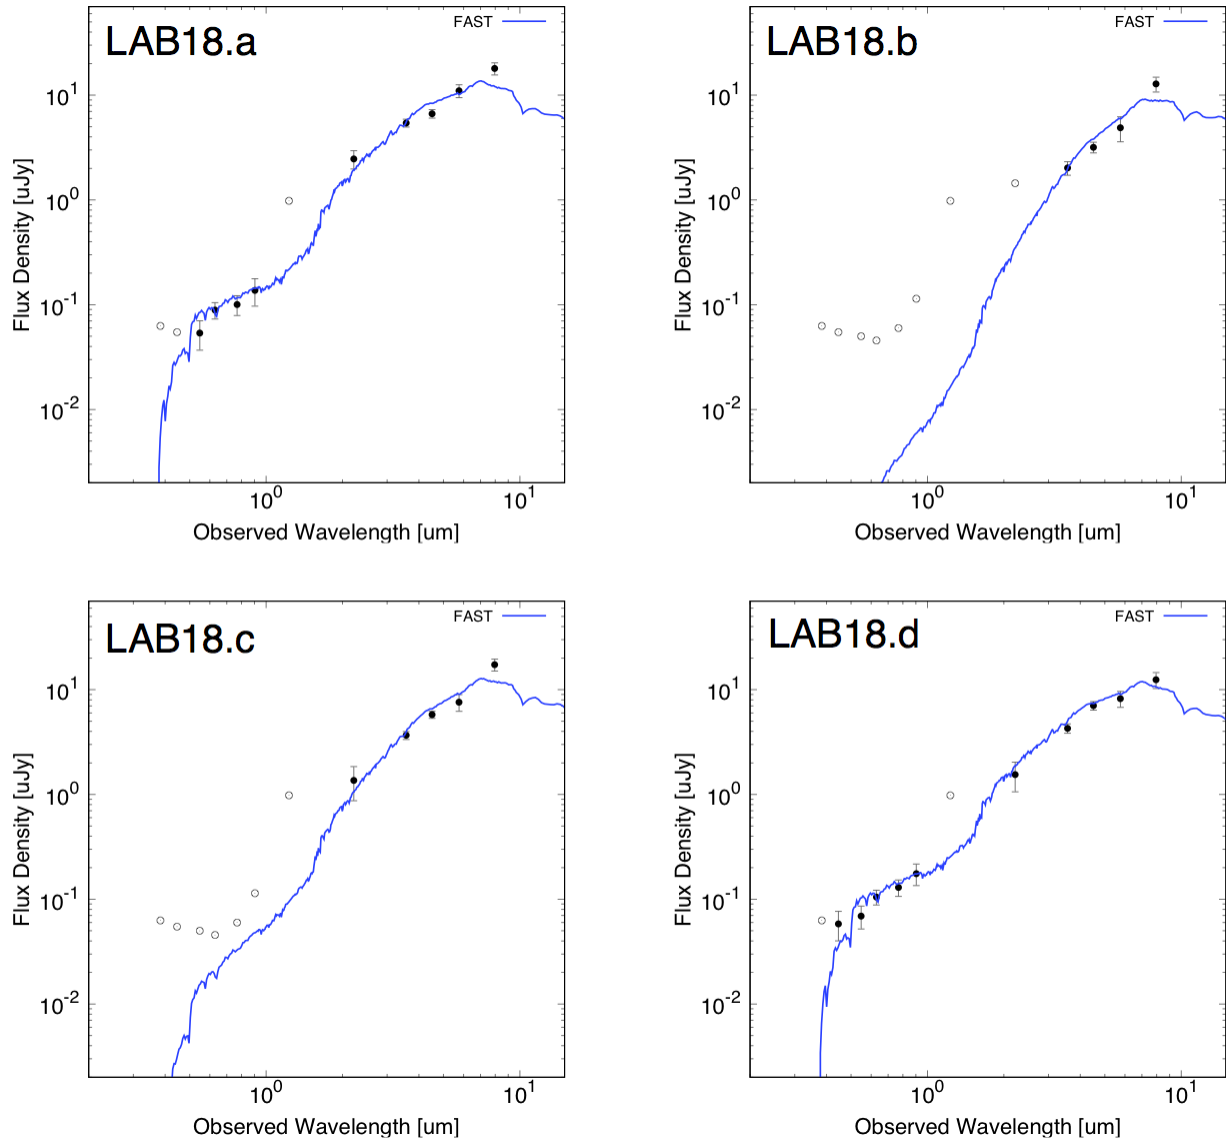 LAB18.a
FAST
10^1
10^0
10^-1
10^-2
Flux Density [uJy]
10^0 10^1
Observed Wavelength [um]
LAB18.b
FAST
10^1
10^0
10^-1
10^-2
Flux Density [uJy]
10^0 10^1
Observed Wavelength [um]
LAB18.c
FAST
10^1
10^0
10^-1
10^-2
Flux Density [uJy]
10^0 10^1
Observed Wavelength [um]
LAB18.d
FAST
10^1
10^0
10^-1
10^-2
Flux Density [uJy]
10^0 10^1
Observed Wavelength [um]